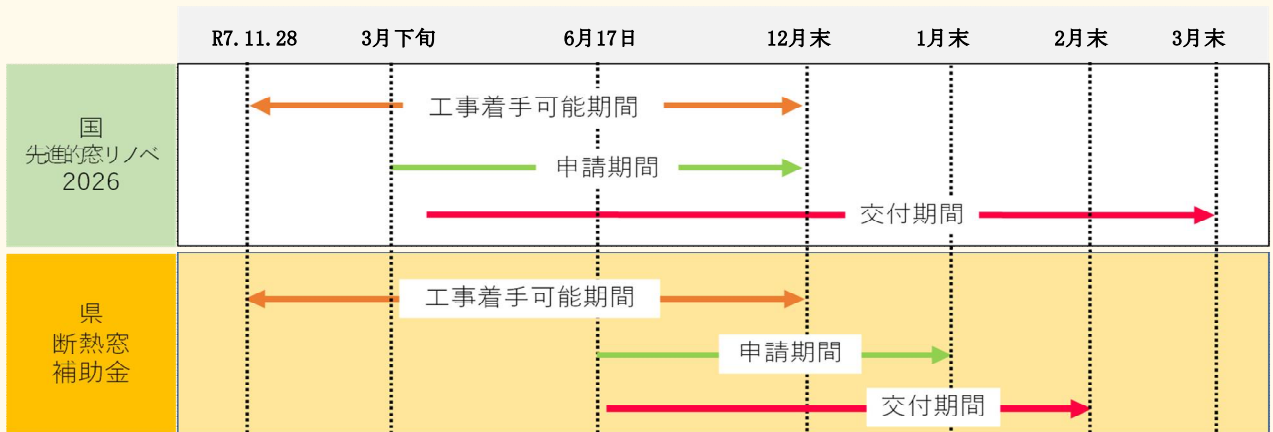 R7.11.28 3月下旬 6月17日 12月末 1月末 2月末 3月末
国
先進的窓リノベ
2026
工事着手可能期間
申請期間
交付期間
県
断熱窓
補助金
工事着手可能期間
申請期間
交付期間